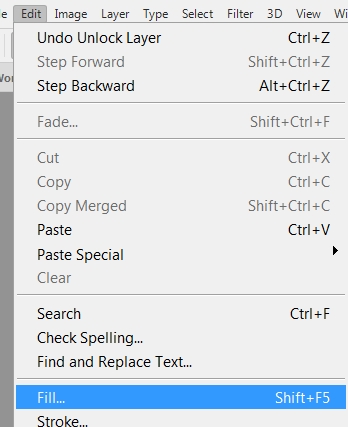 Edit Image Layer Type Select Filter 3D View
Undo Unlock Layer Ctrl+Z
Step Forward Shift+Ctrl+Z
Step Backward Alt+Ctrl+Z
Fade... Shift+Ctrl+F
Cut Ctrl+X
Copy Ctrl+C
Copy Merged Shift+Ctrl+C
Paste Ctrl+V
Paste Special
Clear
Search Ctrl+F
Check Spelling...
Find and Replace Text...
Fill... Shift+F5
Stroke...